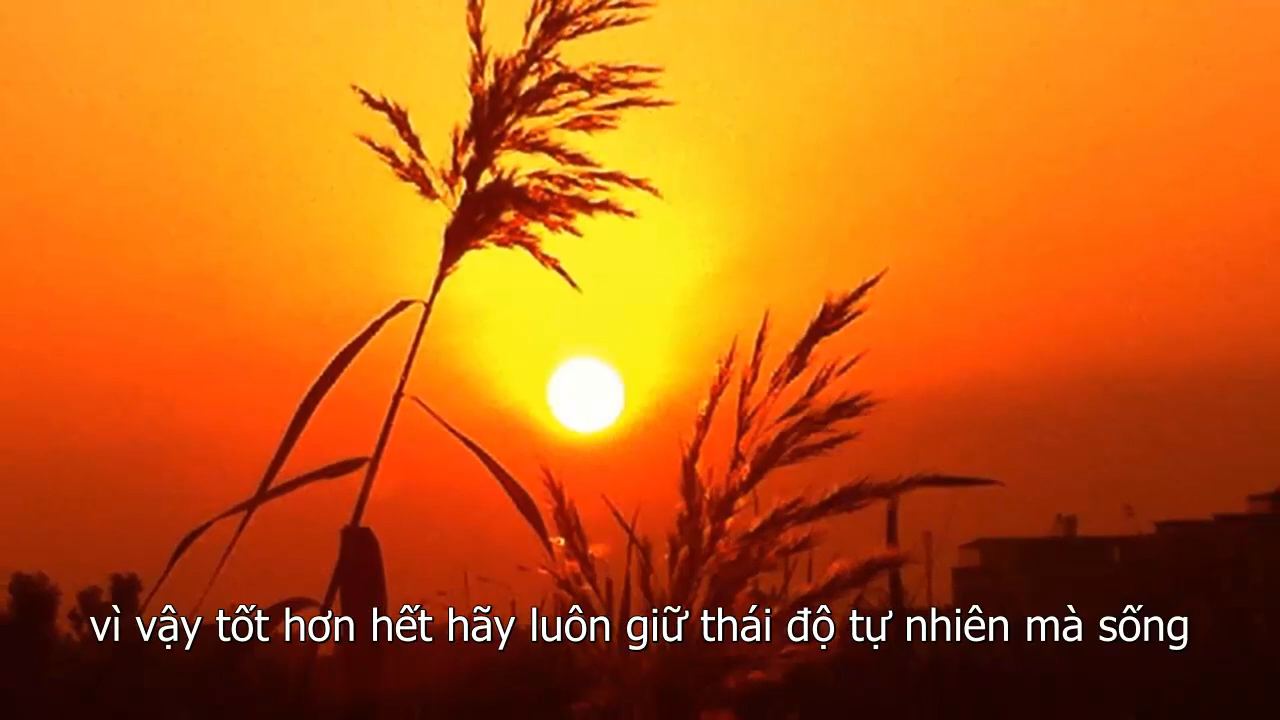 vì vậy tốt hơn hết hãy luôn giữ thái độ tự nhiên mà sống